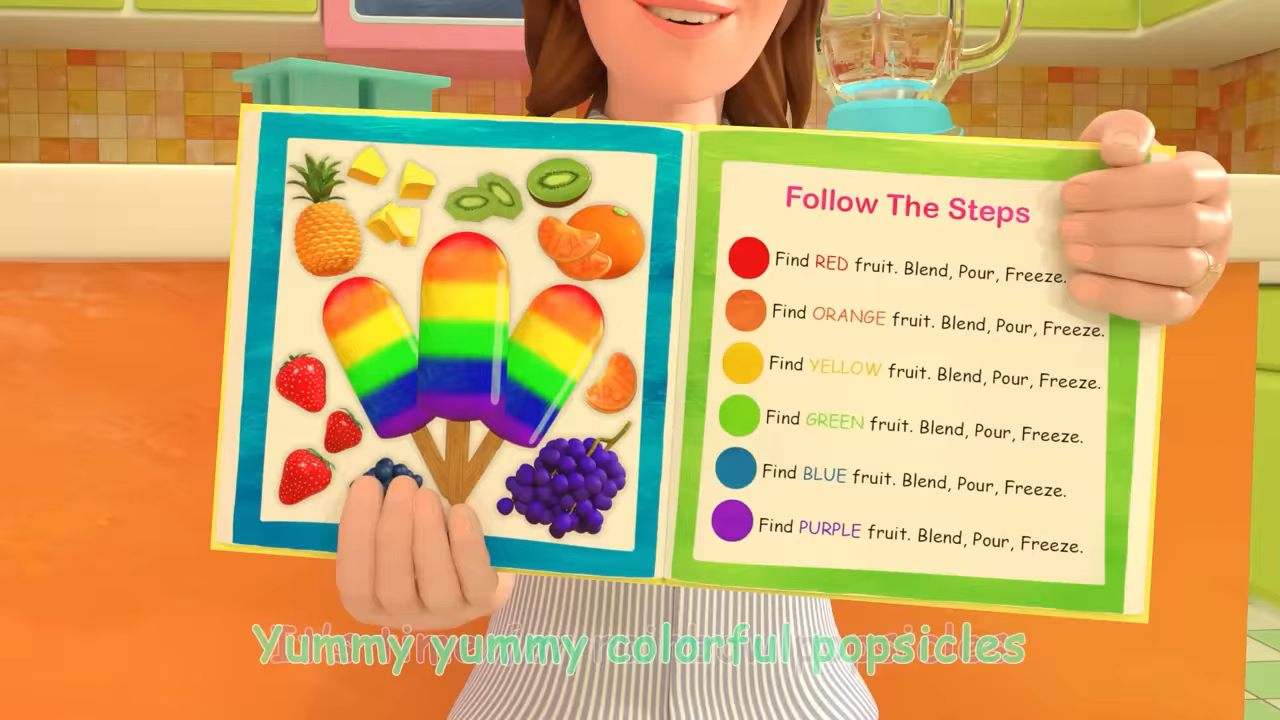 Follow The Steps
Find RED fruit. Blend, Pour, Freeze.
Find ORANGE fruit. Blend, Pour, Freeze.
Find YELLOW fruit. Blend, Pour, Freeze.
Find GREEN fruit. Blend, Pour, Freeze.
Find BLUE fruit. Blend, Pour, Freeze.
Find PURPLE fruit. Blend, Pour, Freeze.
Yummy yummy colorful popsicles